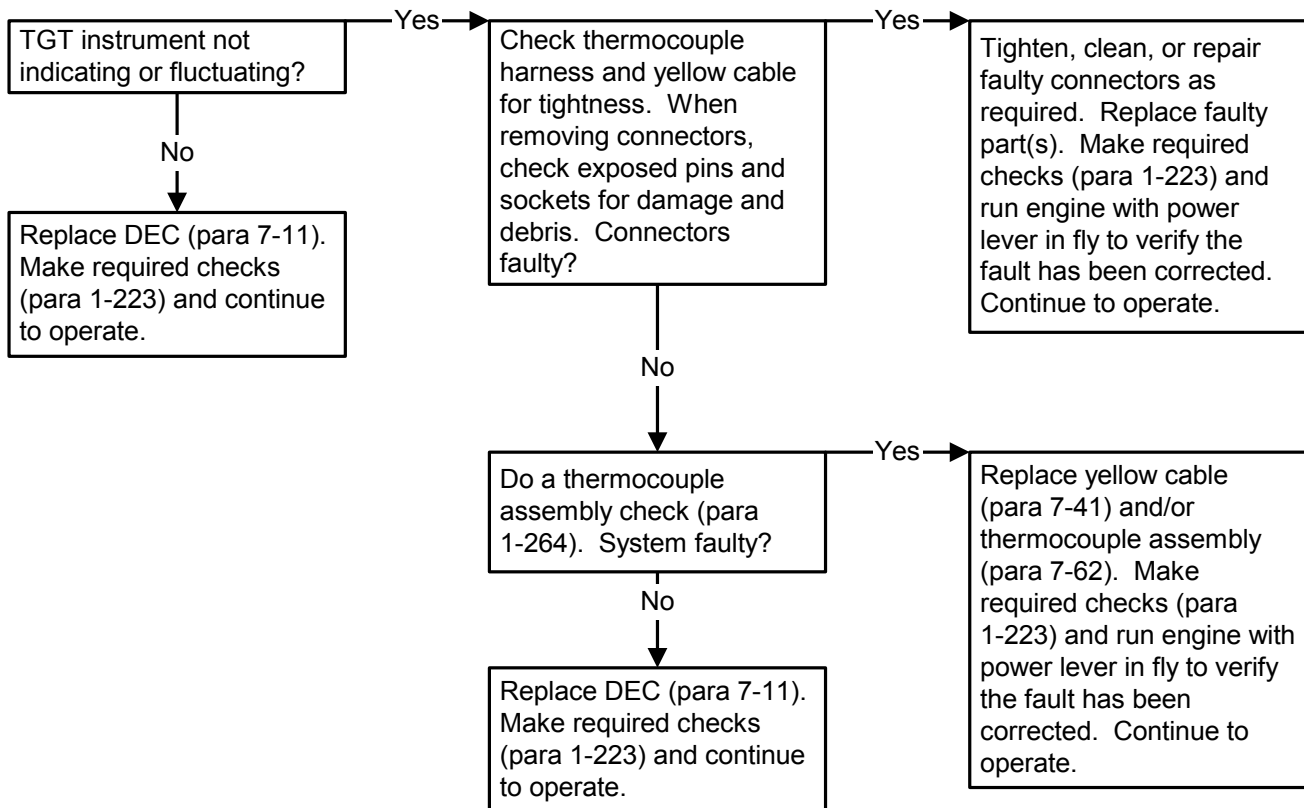 TGT instrument not
indicating or fluctuating?
Yes
Check thermocouple
harness and yellow cable
for tightness.  When
removing connectors,
check exposed pins and
sockets for damage and
debris.  Connectors
faulty?
Yes
Tighten, clean, or repair
faulty connectors as
required.  Replace faulty
part(s).  Make required
checks (para 1-223) and
run engine with power
lever in fly to verify the
fault has been corrected.
Continue to operate.
No
Replace DEC (para 7-11).
Make required checks
(para 1-223) and continue
to operate.
No
Do a thermocouple
assembly check (para
1-264).  System faulty?
Yes
Replace yellow cable
(para 7-41) and/or
thermocouple assembly
(para 7-62).  Make
required checks (para
1-223) and run engine with
power lever in fly to verify
the fault has been
corrected.  Continue to
operate.
No
Replace DEC (para 7-11).
Make required checks
(para 1-223) and continue
to operate.